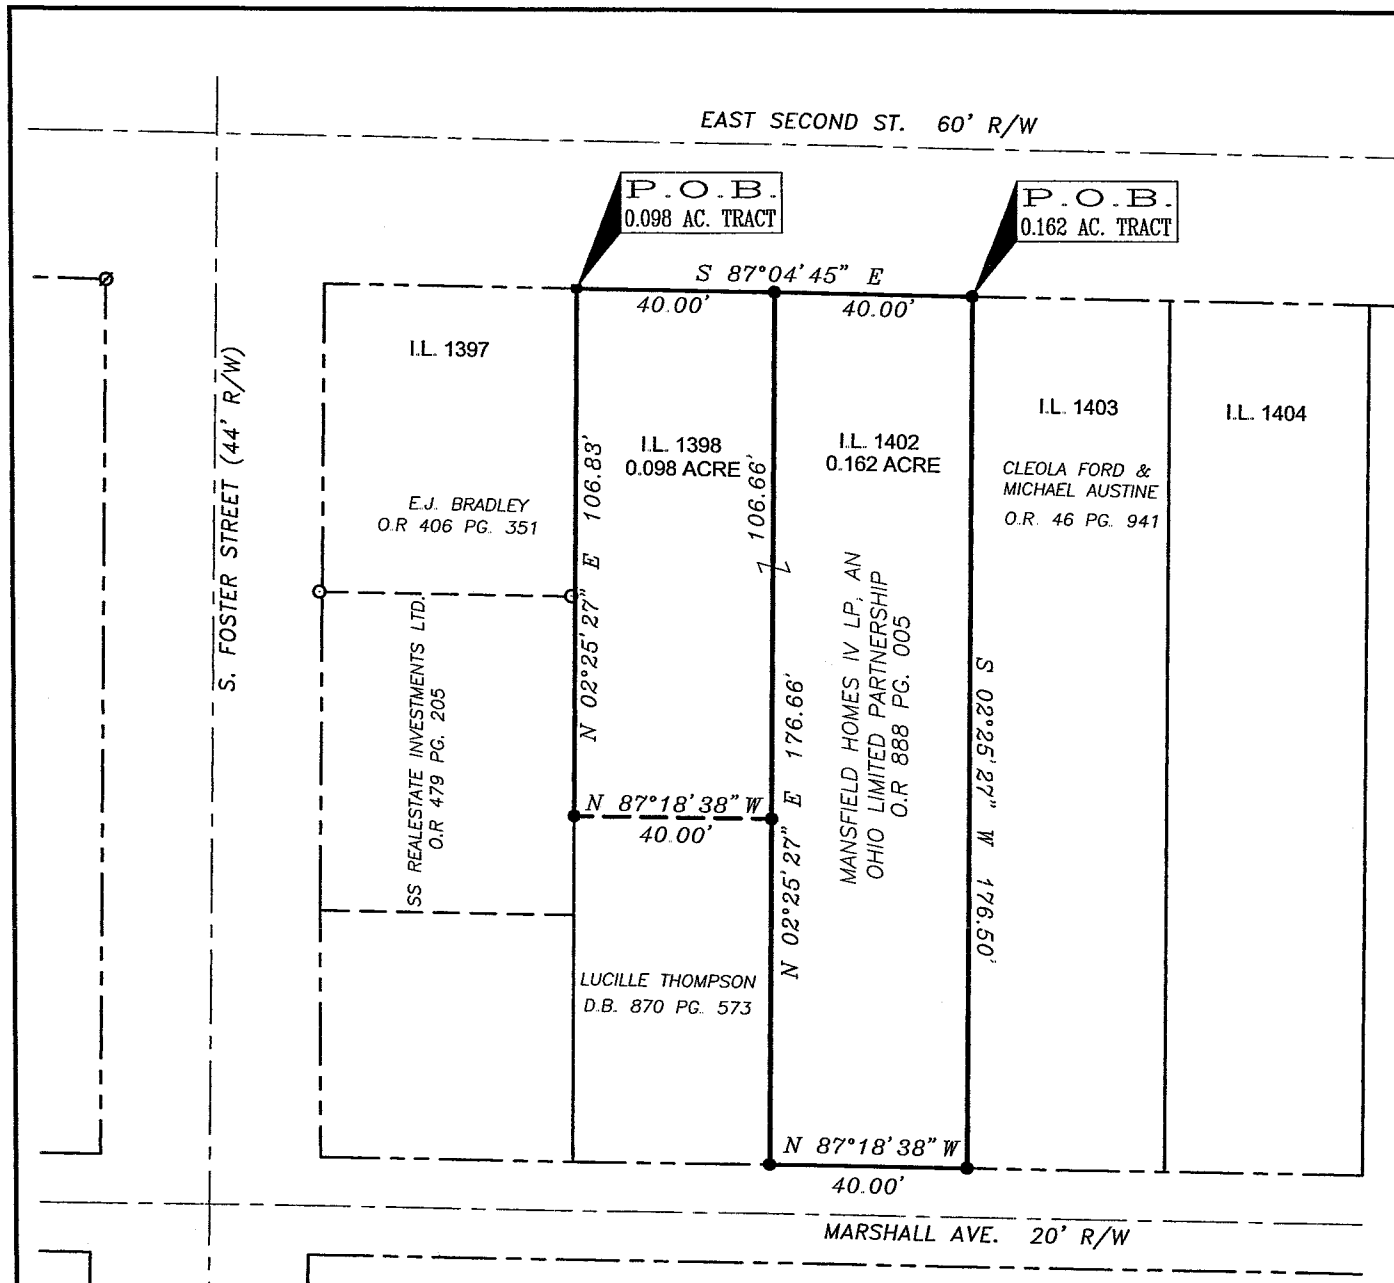 EAST SECOND ST. 60' R/W
P.O.B.
0.098 AC. TRACT
P.O.B.
0.162 AC. TRACT
S 87°04'45" E
40.00'
40.00'
I.L. 1397
S. FOSTER STREET (44' R/W)
I.L. 1398
0.098 ACRE
I.L. 1402
0.162 ACRE
I.L. 1403
I.L. 1404
CLEOLA FORD &
MICHAEL AUSTINE
O.R. 46 PG. 941
E.J. BRADLEY
O.R 406 PG. 351
N 02°25'27" E 106.83'
106.66'
SS REALESTATE INVESTMENTS LTD.
O.R 479 PG. 205
MANSFIELD HOMES IV LP, AN
OHIO LIMITED PARTNERSHIP
O.R 888 PG. 005
N 02°25'27" E 176.66'
S 02°25'27" W 176.50'
N 87°18'38" W
40.00'
LUCILLE THOMPSON
D.B. 870 PG. 573
N 87°18'38" W
40.00'
MARSHALL AVE. 20' R/W